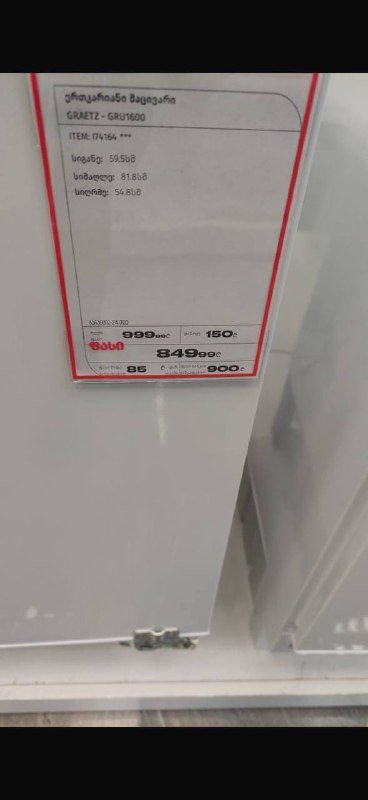 ერთკარიანი მაცივარი
GRAETZ - GRU1600
ITEM: I74164 ***
სიგანე: 59.5სმ
სიმაღლე: 81.8სმ
სიღრმე: 54.8სმ
999.99₾ 150₾
ფასი 849.99₾
85 ₾ 900₾